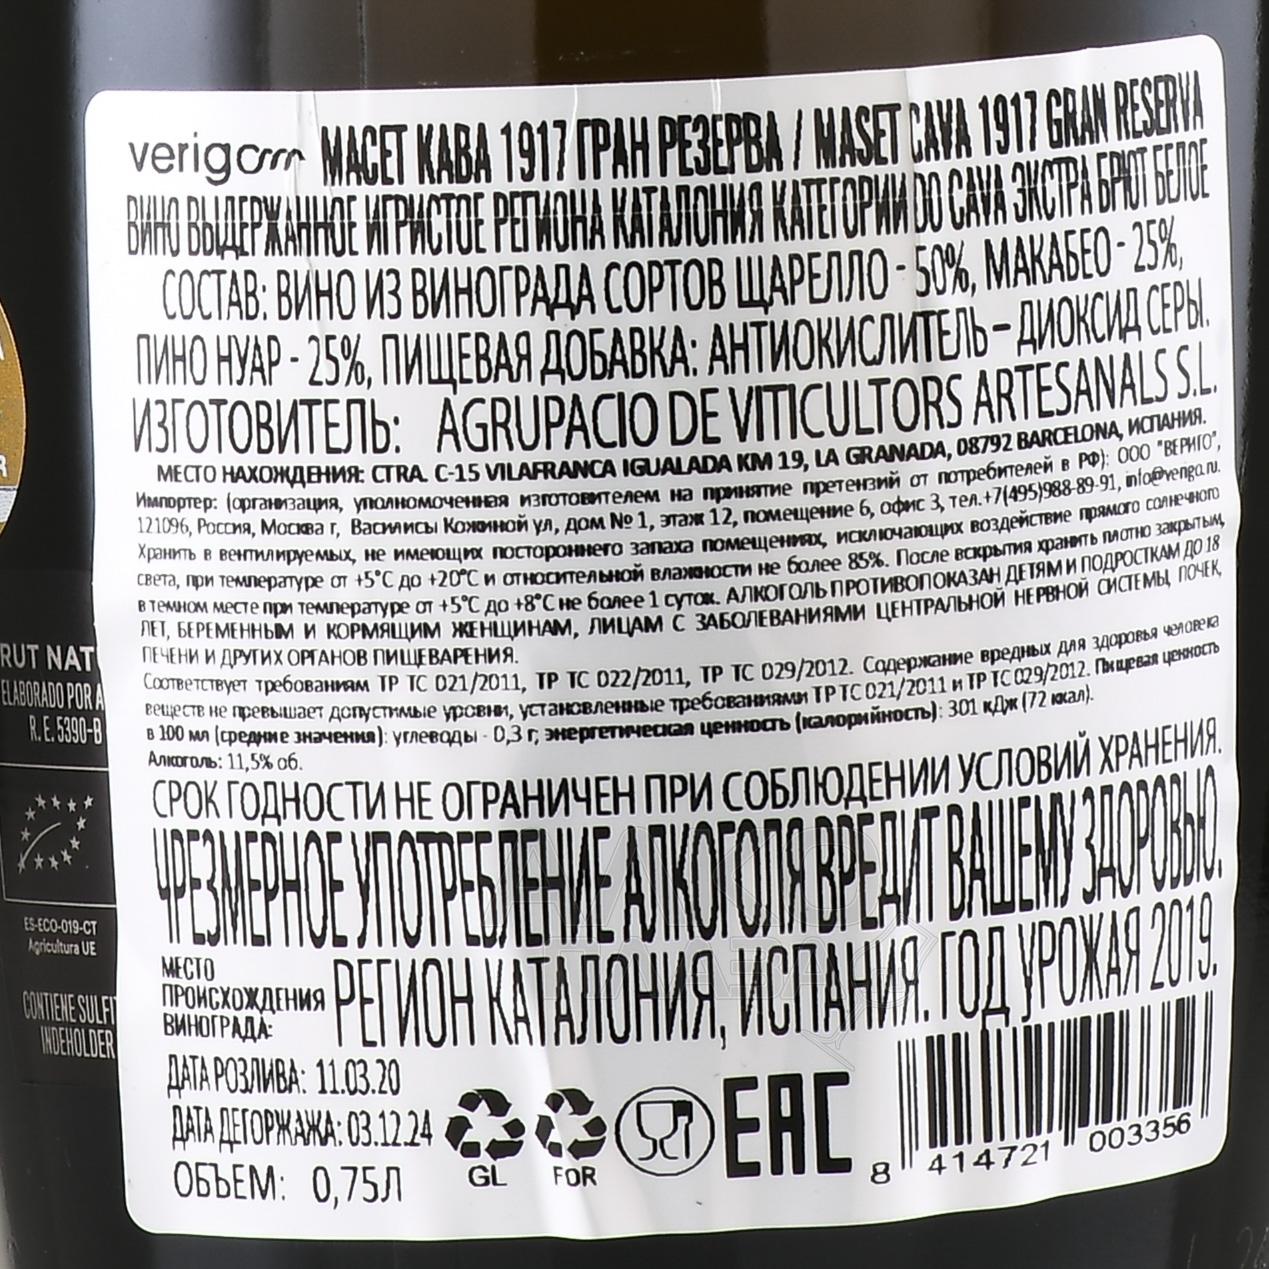 verigo
МАСЕТ КАВА 1917 ГРАН РЕЗЕРВА / MASET CAVA 1917 GRAN RESERVA
ВИНО ВЫДЕРЖАННОЕ ИГРИСТОЕ РЕГИОНА КАТАЛОНИЯ КАТЕГОРИИ DO CAVA ЭКСТРА БРЮТ БЕЛОЕ
СОСТАВ: ВИНО ИЗ ВИНОГРАДА СОРТОВ ЩАРЕЛЛО - 50%, МАКАБЕО - 25%,
ПИНО НУАР - 25%, ПИЩЕВАЯ ДОБАВКА: АНТИОКИСЛИТЕЛЬ – ДИОКСИД СЕРЫ.
ИЗГОТОВИТЕЛЬ: AGRUPACIO DE VITICULTORS ARTESANALS S.L.
МЕСТО НАХОЖДЕНИЯ: CTRA. C-15 VILAFRANCA IGUALADA KM 19, LA GRANADA, 08792 BARCELONA, ИСПАНИЯ.
Импортер: (организация, уполномоченная изготовителем на принятие претензий от потребителей в РФ): ООО "ВЕРИГО",
121096, Россия, Москва г, Василисы Кожиной ул, дом № 1, этаж 12, помещение 6, офис 3, тел.+7(495)988-89-91, info@verigo.ru.
Хранить в вентилируемых, не имеющих постороннего запаха помещениях, исключающих воздействие прямого солнечного
света, при температуре от +5°С до +20°С и относительной влажности не более 85%. После вскрытия хранить плотно закрытым,
в темном месте при температуре от +5°С до +8°С не более 1 суток. АЛКОГОЛЬ ПРОТИВОПОКАЗАН ДЕТЯМ И ПОДРОСТКАМ ДО 18
ЛЕТ, БЕРЕМЕННЫМ И КОРМЯЩИМ ЖЕНЩИНАМ, ЛИЦАМ С ЗАБОЛЕВАНИЯМИ ЦЕНТРАЛЬНОЙ НЕРВНОЙ СИСТЕМЫ, ПОЧЕК,
ПЕЧЕНИ И ДРУГИХ ОРГАНОВ ПИЩЕВАРЕНИЯ.
Соответствует требованиям ТР ТС 021/2011, ТР ТС 022/2011, ТР ТС 029/2012. Содержание вредных для здоровья человека
веществ не превышает допустимые уровни, установленные требованиями ТР ТС 021/2011 и ТР ТС 029/2012. Пищевая ценность
в 100 мл (средние значения): углеводы - 0,3 г; энергетическая ценность (калорийность): 301 кДж (72 ккал).
Алкоголь: 11,5% об.
СРОК ГОДНОСТИ НЕ ОГРАНИЧЕН ПРИ СОБЛЮДЕНИИ УСЛОВИЙ ХРАНЕНИЯ.
ЧРЕЗМЕРНОЕ УПОТРЕБЛЕНИЕ АЛКОГОЛЯ ВРЕДИТ ВАШЕМУ ЗДОРОВЬЮ.
МЕСТО
ПРОИСХОЖДЕНИЯ
ВИНОГРАДА:
РЕГИОН КАТАЛОНИЯ, ИСПАНИЯ. ГОД УРОЖАЯ 2019.
ДАТА РОЗЛИВА: 11.03.20
ДАТА ДЕГОРЖАЖА: 03.12.24
ОБЪЕМ: 0,75Л
GL
FOR
EAC
8 414721 003356
RUT NAT
ELABORADO POR A
R.E. 5390-B
ES-ECO-019-CT
Agricultura UE
CONTIENE SULFIT
INDEHOLDER